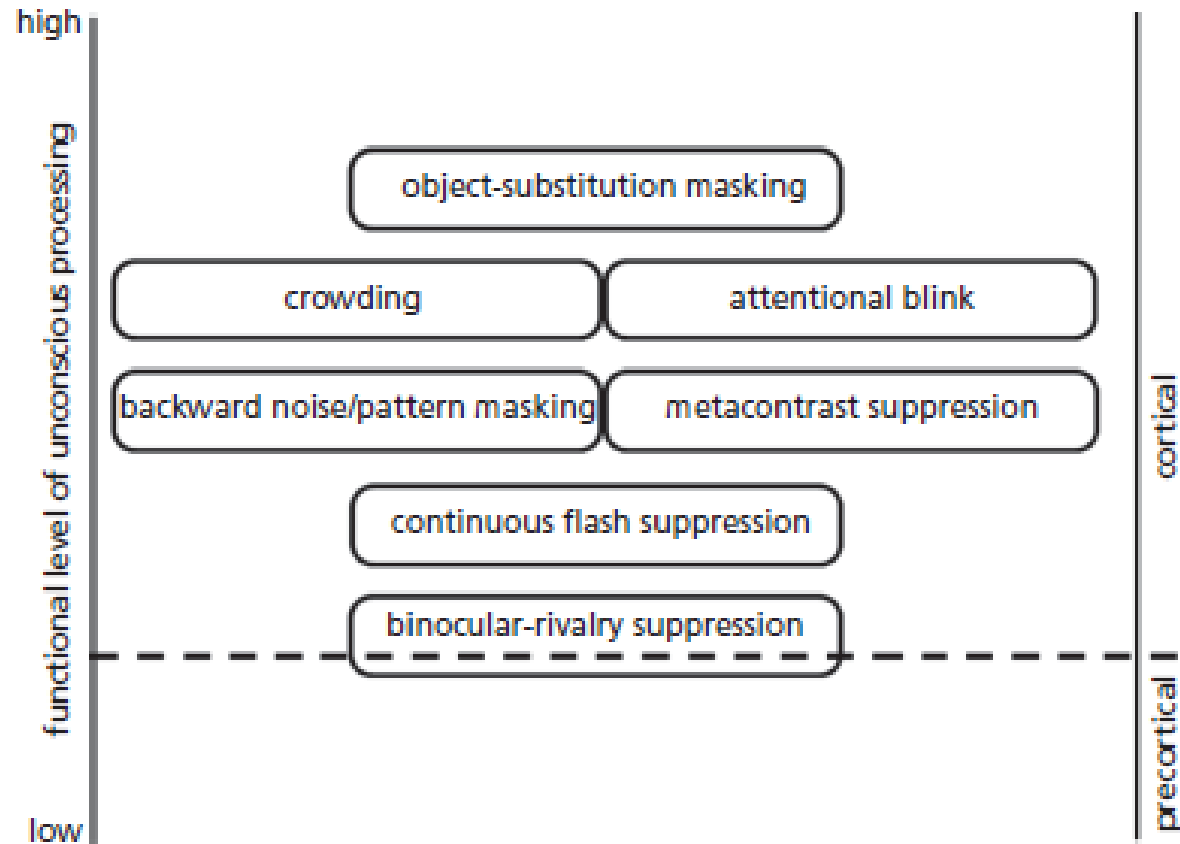 high
functional level of unconscious processing
object-substitution masking
crowding
attentional blink
backward noise/pattern masking
metacontrast suppression
cortical
continuous flash suppression
binocular-rivalry suppression
precortical
low